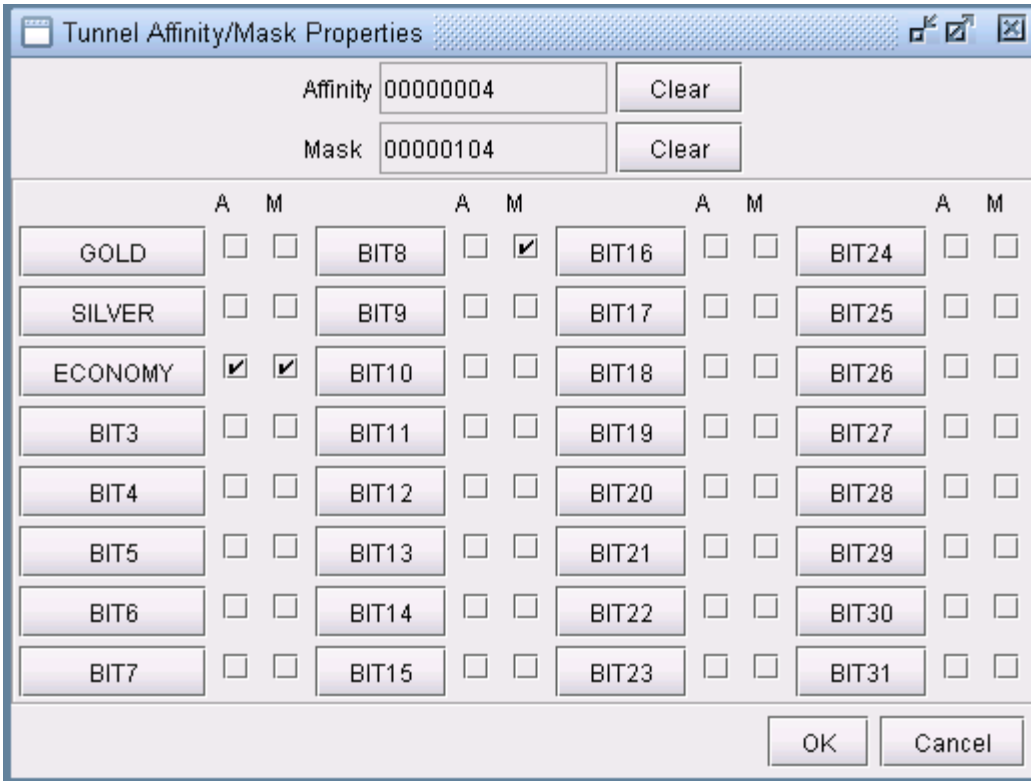 Tunnel Affinity/Mask Properties
Affinity 00000004 Clear
Mask 00000104 Clear
A M A M A M A M
GOLD BIT8 BIT16 BIT24
SILVER BIT9 BIT17 BIT25
ECONOMY BIT10 BIT18 BIT26
BIT3 BIT11 BIT19 BIT27
BIT4 BIT12 BIT20 BIT28
BIT5 BIT13 BIT21 BIT29
BIT6 BIT14 BIT22 BIT30
BIT7 BIT15 BIT23 BIT31
OK Cancel